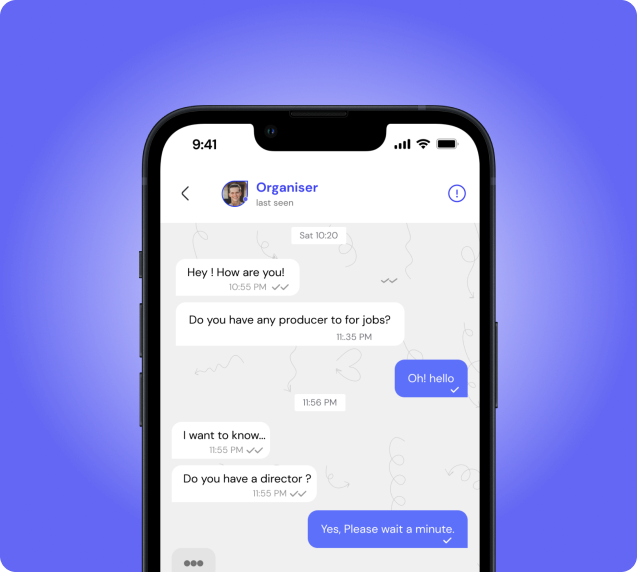 9:41
Organiser
last seen
Sat 10:20
Hey ! How are you!
10:55 PM
Do you have any producer to for jobs?
11:.35 PM
Oh! hello
11:56 PM
I want to know...
11:55 PM
Do you have a director ?
11:55 PM
Yes, Please wait a minute.